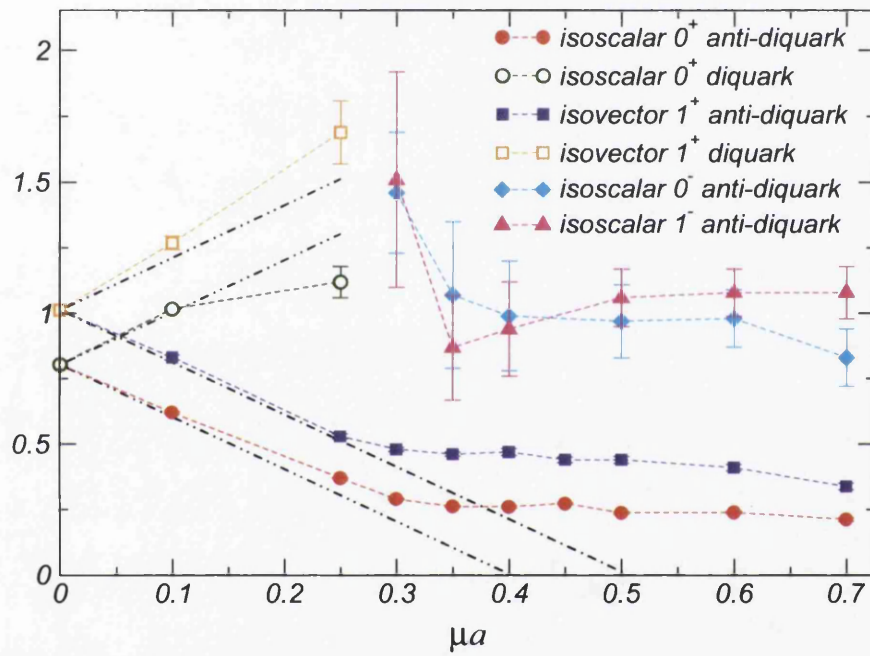 2
1.5
1
0.5
0
0 0.1 0.2 0.3 0.4 0.5 0.6 0.7
μa
isoscalar 0⁺ anti-diquark
isoscalar 0⁺ diquark
isovector 1⁺ anti-diquark
isovector 1⁺ diquark
isoscalar 0⁻ anti-diquark
isoscalar 1⁻ anti-diquark